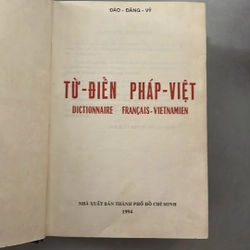 ĐÀO - ĐĂNG - VỸ
TỪ-ĐIỂN PHÁP-VIỆT
DICTIONNAIRE FRANÇAIS-VIETNAMIEN
NHÀ XUẤT BẢN THÀNH PHỐ HỒ CHÍ MINH
1994